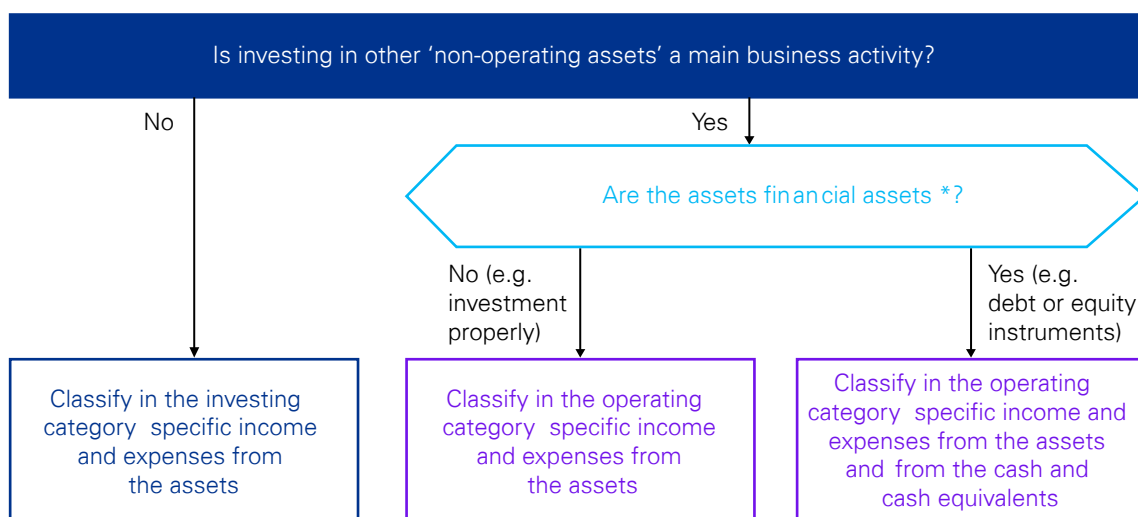 Is investing in other ‘non-operating assets’ a main business activity?
No
Yes
Are the assets financial assets *?
No (e.g.
investment
properly)
Yes (e.g.
debt or equity
instruments)
Classify in the investing
category specific income
and expenses from
the assets
Classify in the operating
category specific income
and expenses from
the assets
Classify in the operating
category specific income and
expenses from the assets
and from the cash and
cash equivalents